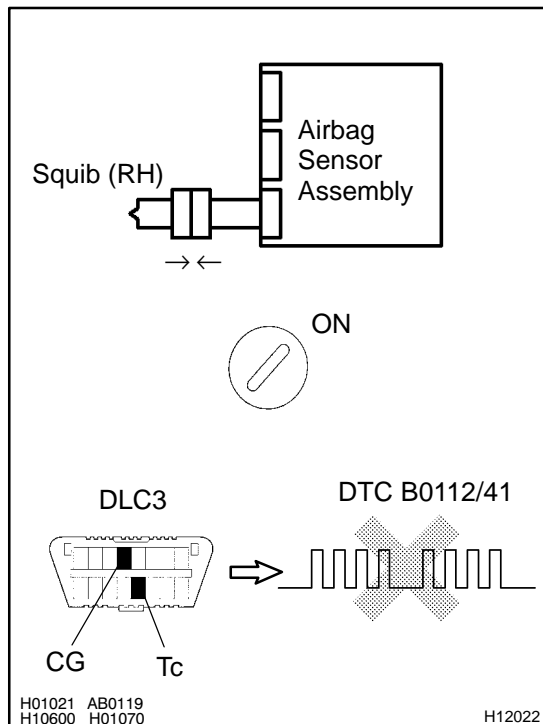 Airbag
Sensor
Assembly
Squib (RH)
ON
DLC3
DTC B0112/41
CG
Tc
H01021 AB0119
H10600 H01070
H12022